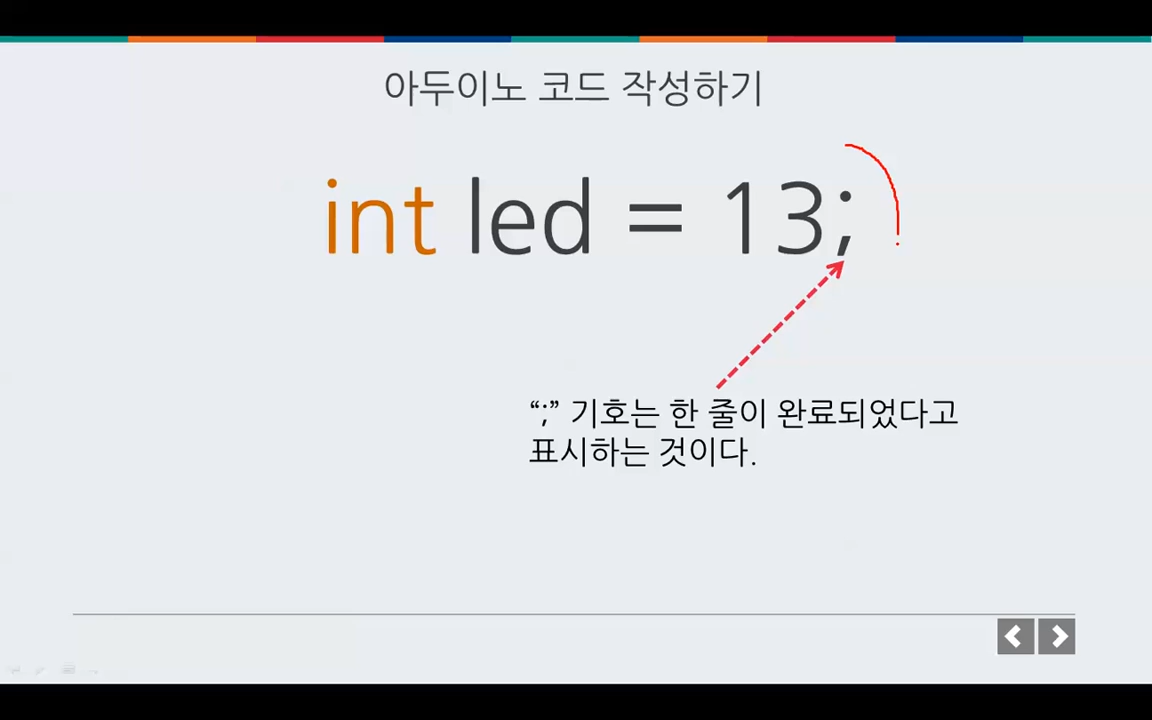 아두이노 코드 작성하기
int led = 13;
“;” 기호는 한 줄이 완료되었다고
표시하는 것이다.